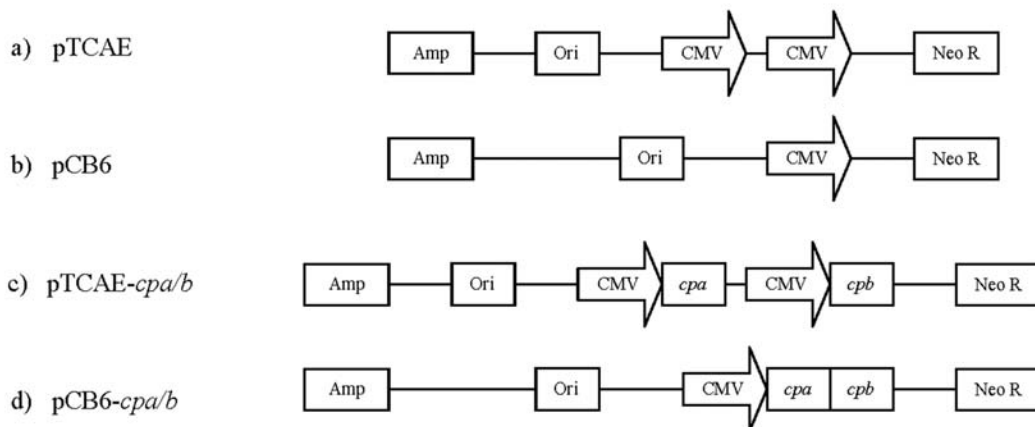 a) pTCAE Amp Ori CMV CMV Neo R
b) pCB6 Amp Ori CMV Neo R
c) pTCAE-cpa/b Amp Ori CMV cpa CMV cpb Neo R
d) pCB6-cpa/b Amp Ori CMV cpa cpb Neo R